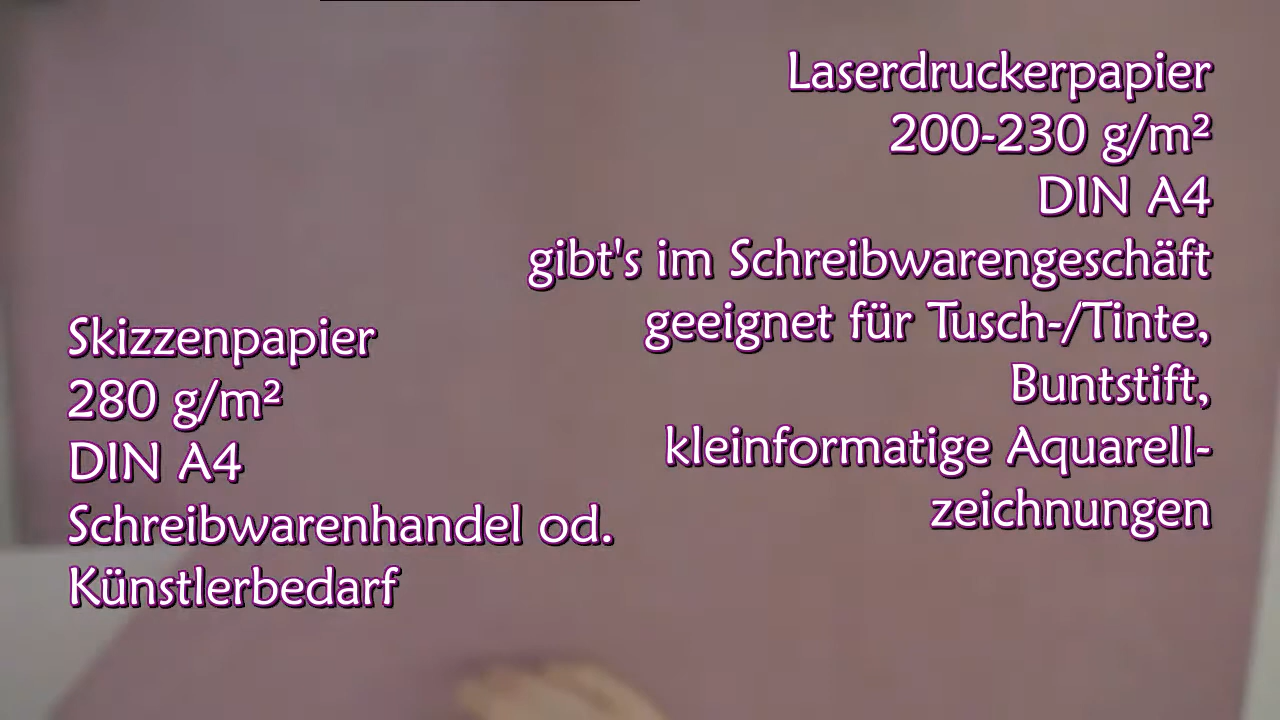 Laserdruckerpapier
200-230 g/m²
DIN A4
gibt's im Schreibwarengeschäft
geeignet für Tusch-/Tinte,
Buntstift,
kleinformatige Aquarell-
zeichnungen
Skizzenpapier
280 g/m²
DIN A4
Schreibwarenhandel od.
Künstlerbedarf